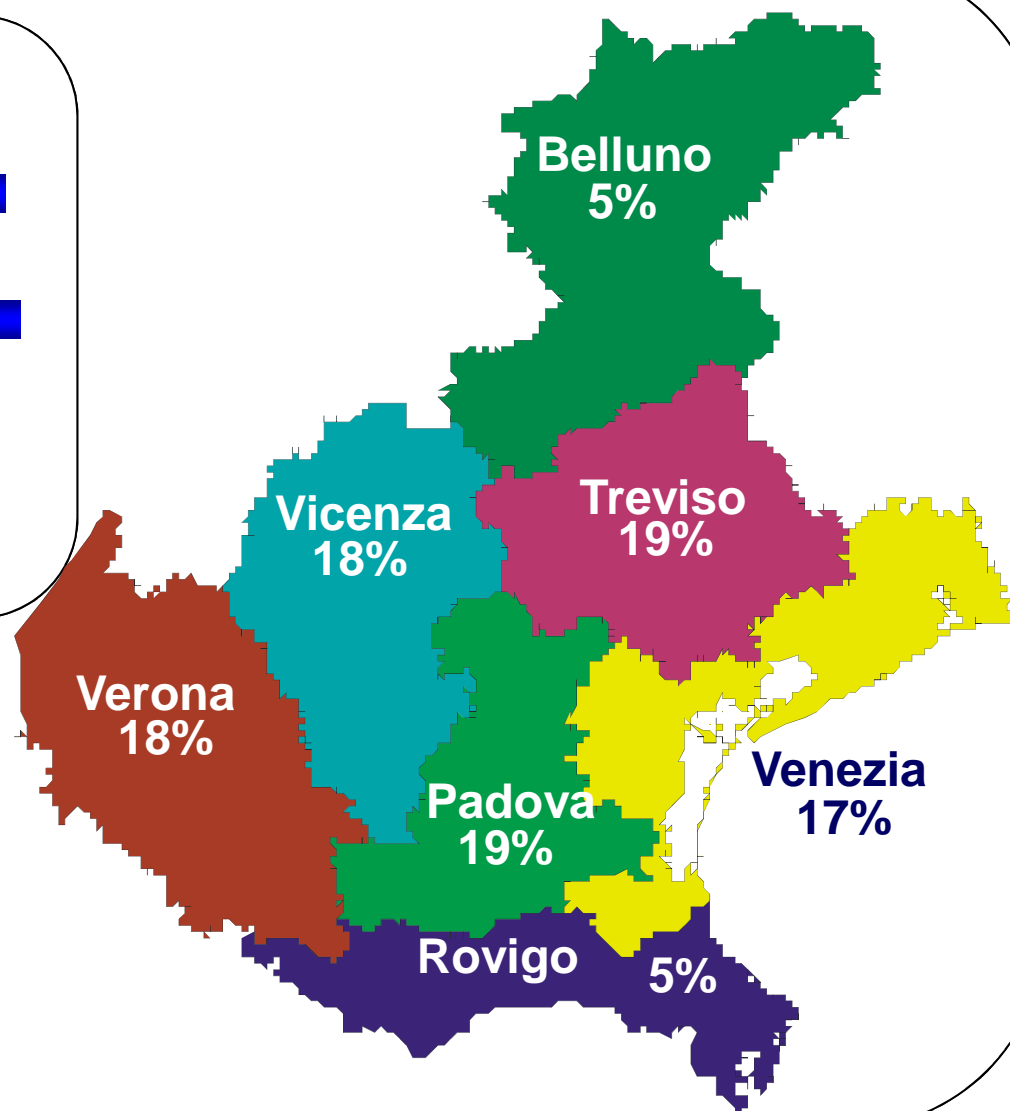 Belluno
5%
Vicenza
18%
Treviso
19%
Verona
18%
Venezia
17%
Padova
19%
Rovigo
5%